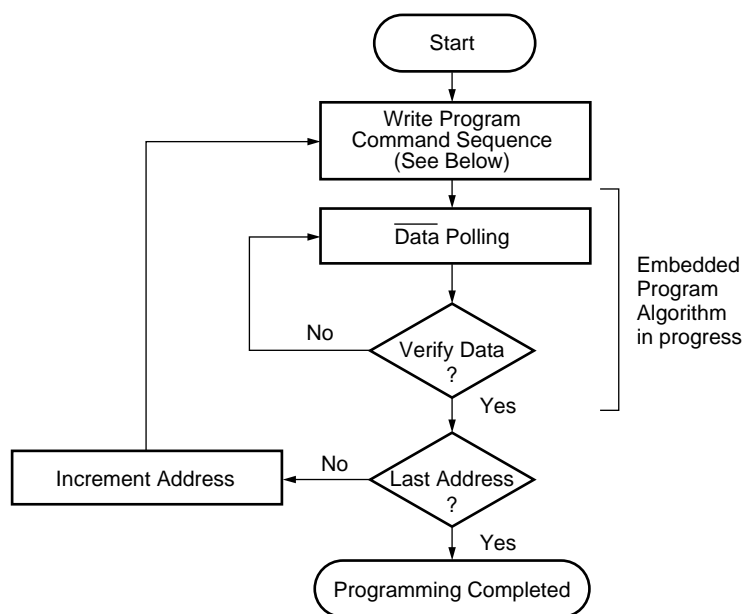 Start
Write Program
Command Sequence
(See Below)
Data Polling
Embedded
Program
Algorithm
in progress
No
Verify Data
?
Yes
Increment Address
No
Last Address
?
Yes
Programming Completed